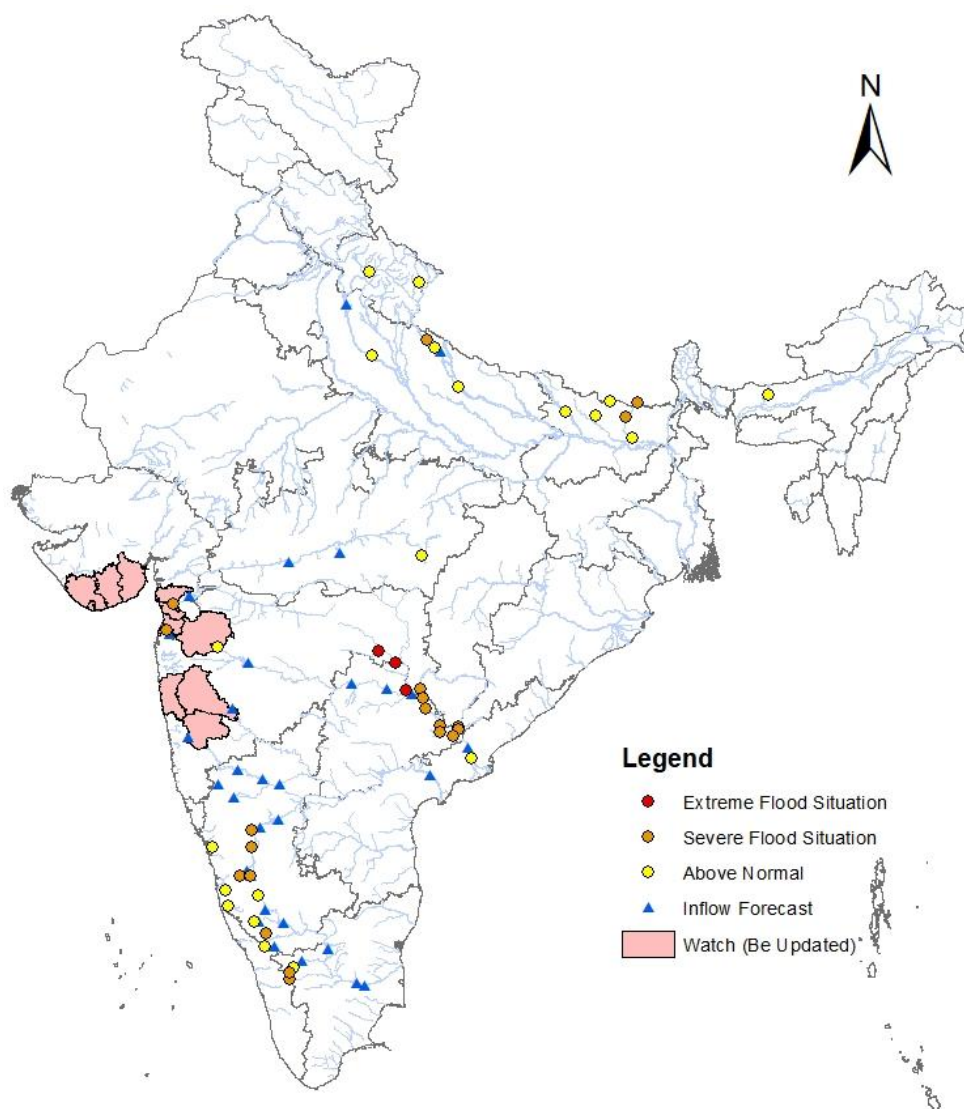 N
Legend
Extreme Flood Situation
Severe Flood Situation
Above Normal
Inflow Forecast
Watch (Be Updated)